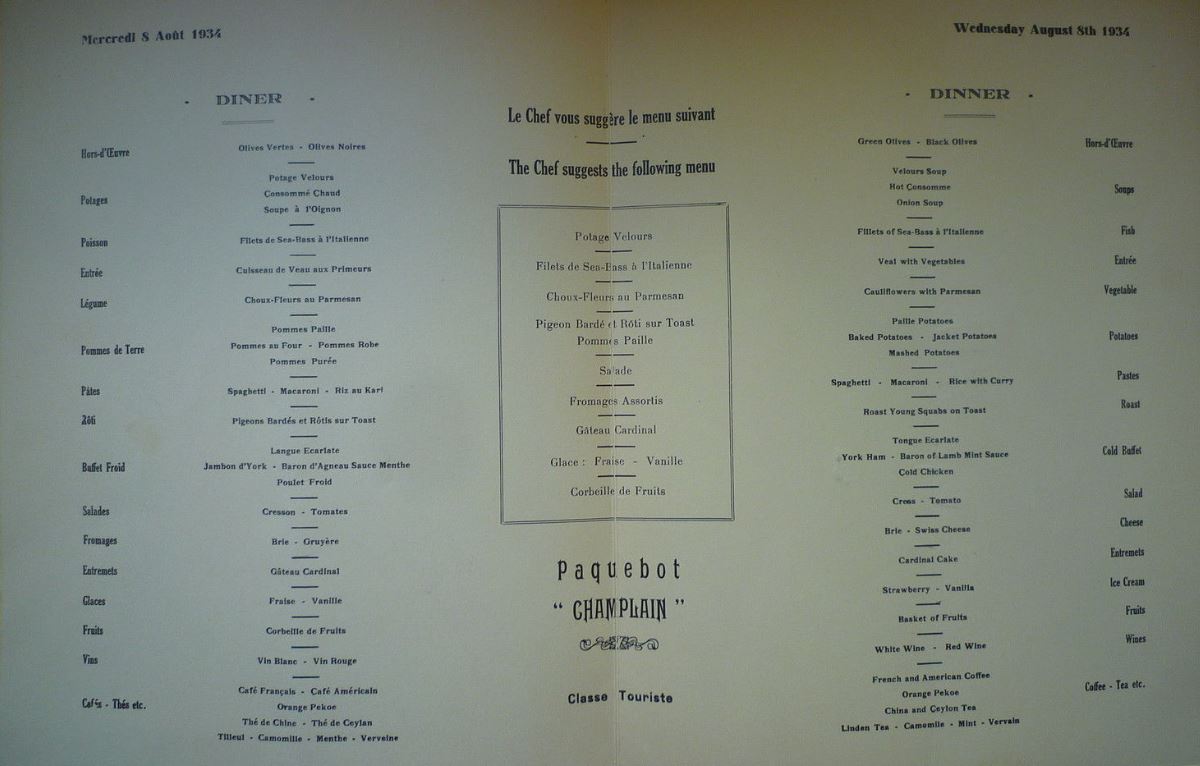 Mercredi 8 Août 1934
- DINER -
Hors-d'Œuvre
Olives Vertes - Olives Noires
Potages
Potage Velours
Consommé Chaud
Soupe à l'Oignon
Poisson
Filets de Sea-Bass à l'Italienne
Entrée
Cuisseau de Veau aux Primeurs
Légume
Choux-Fleurs au Parmesan
Pommes de Terre
Pommes Paille
Pommes au Four - Pommes Robe
Pommes Purée
Pâtes
Spaghetti - Macaroni - Riz au Kari
Rôti
Pigeons Bardés et Rôtis sur Toast
Buffet Froid
Langue Ecarlate
Jambon d'York - Baron d'Agneau Sauce Menthe
Poulet Froid
Salades
Cresson - Tomates
Fromages
Brie - Gruyère
Entremets
Gâteau Cardinal
Glaces
Fraise - Vanille
Fruits
Corbeille de Fruits
Vins
Vin Blanc - Vin Rouge
Cafés - Thés etc.
Café Français - Café Américain
Orange Pekoe
Thé de Chine - Thé de Ceylan
Tilleul - Camomille - Menthe - Verveine
Le Chef vous suggère le menu suivant
The Chef suggests the following menu
Potage Velours
Filets de Sea-Bass à l'Italienne
Choux-Fleurs au Parmesan
Pigeon Bardé et Rôti sur Toast
Pommes Paille
Salade
Fromages Assortis
Gâteau Cardinal
Glace : Fraise - Vanille
Corbeille de Fruits
Paquebot
“ CHAMPLAIN ”
Classe Touriste
Wednesday August 8th 1934
- DINNER -
Green Olives - Black Olives
Hors-d'Œuvre
Velours Soup
Hot Consomme
Onion Soup
Soups
Fillets of Sea-Bass à l'Italienne
Fish
Veal with Vegetables
Entrée
Cauliflowers with Parmesan
Vegetable
Paille Potatoes
Baked Potatoes - Jacket Potatoes
Mashed Potatoes
Potatoes
Spaghetti - Macaroni - Rice with Curry
Pastes
Roast Young Squabs on Toast
Roast
Tongue Ecarlate
York Ham - Baron of Lamb Mint Sauce
Cold Chicken
Cold Buffet
Cress - Tomato
Salad
Brie - Swiss Cheese
Cheese
Cardinal Cake
Entremets
Strawberry - Vanilla
Ice Cream
Basket of Fruits
Fruits
White Wine - Red Wine
Wines
French and American Coffee
Orange Pekoe
China and Ceylon Tea
Linden Tea - Camomile - Mint - Vervain
Coffee - Tea etc.